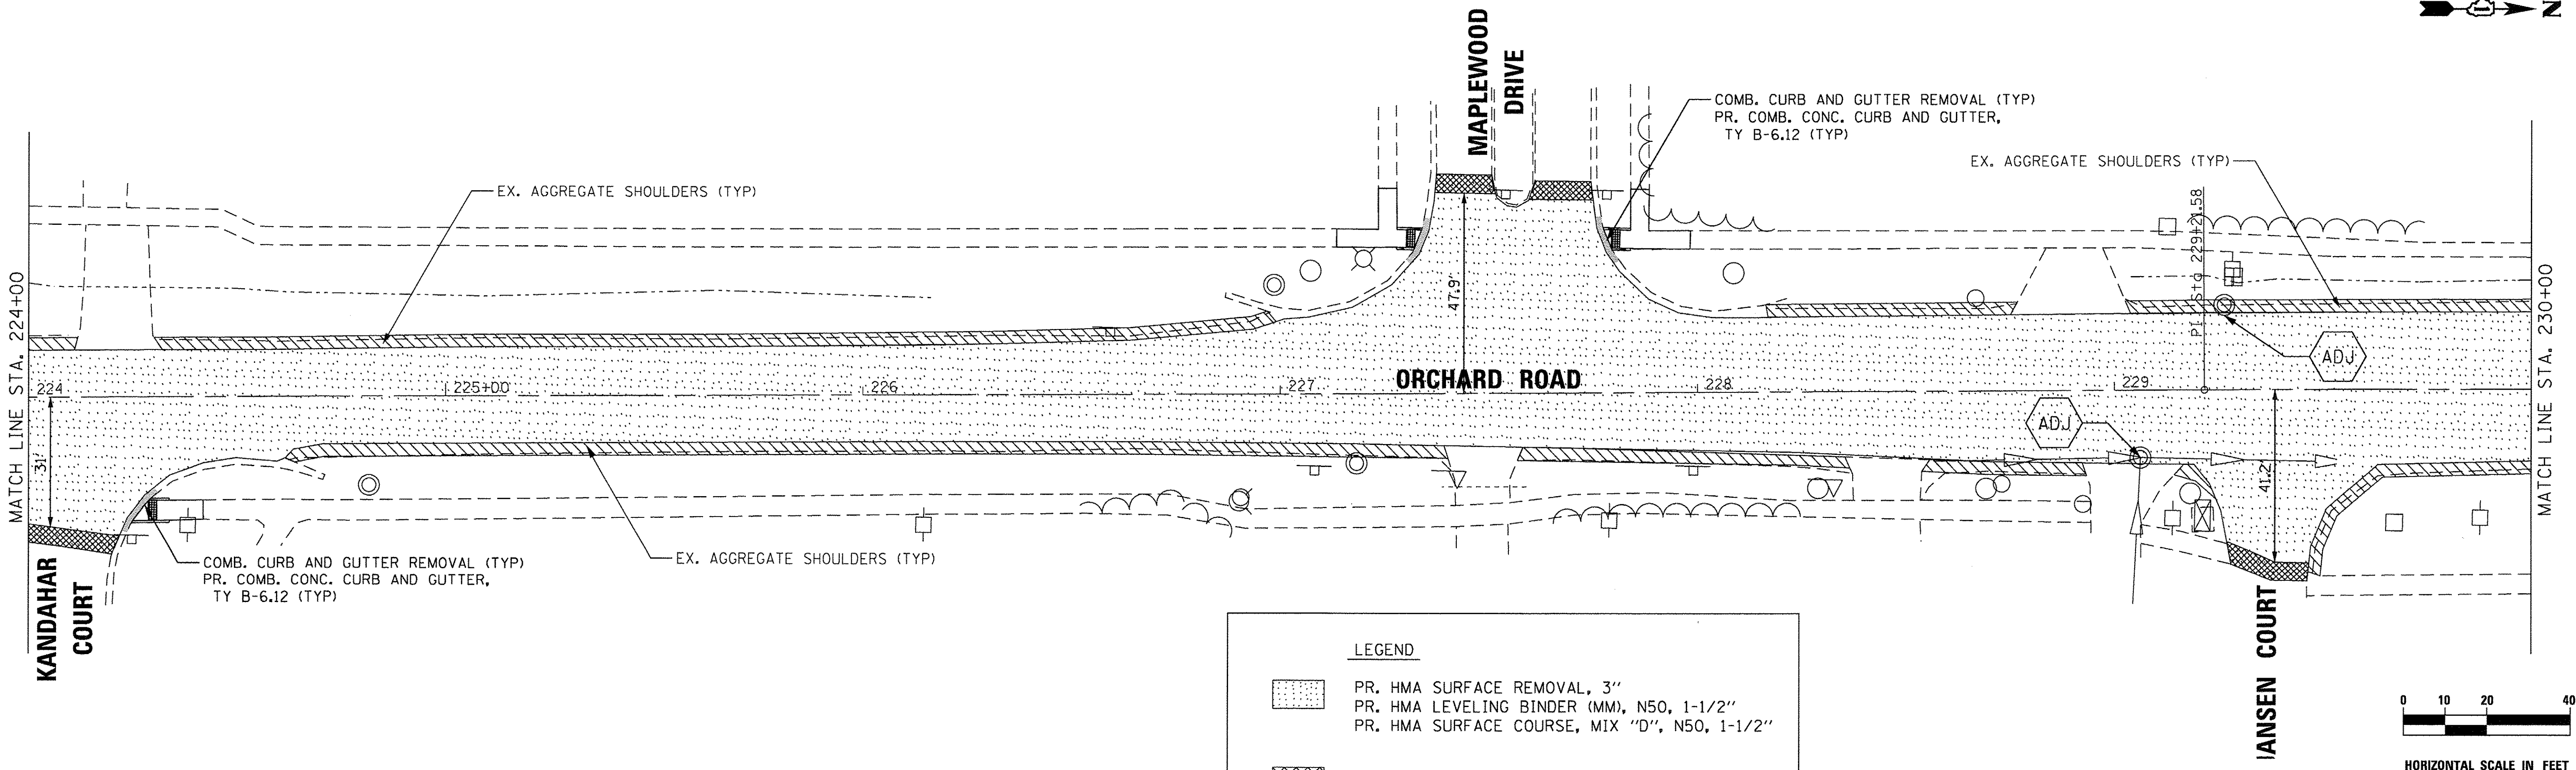 N
MAPLEWOOD
DRIVE
COMB. CURB AND GUTTER REMOVAL (TYP)
PR. COMB. CONC. CURB AND GUTTER,
TY B-6.12 (TYP)
EX. AGGREGATE SHOULDERS (TYP)
EX. AGGREGATE SHOULDERS (TYP)
MATCH LINE STA. 224+00
PI Sta 229+21.58
MATCH LINE STA. 230+00
47.9'
ADJ
224
225+00
226
227
ORCHARD ROAD
228
229
ADJ
31'
41.2'
EX. AGGREGATE SHOULDERS (TYP)
COMB. CURB AND GUTTER REMOVAL (TYP)
PR. COMB. CONC. CURB AND GUTTER,
TY B-6.12 (TYP)
KANDAHAR
COURT
COURT
LEGEND
PR. HMA SURFACE REMOVAL, 3"
PR. HMA LEVELING BINDER (MM), N50, 1-1/2"
PR. HMA SURFACE COURSE, MIX "D", N50, 1-1/2"
0 10 20 40
HORIZONTAL SCALE IN FEET